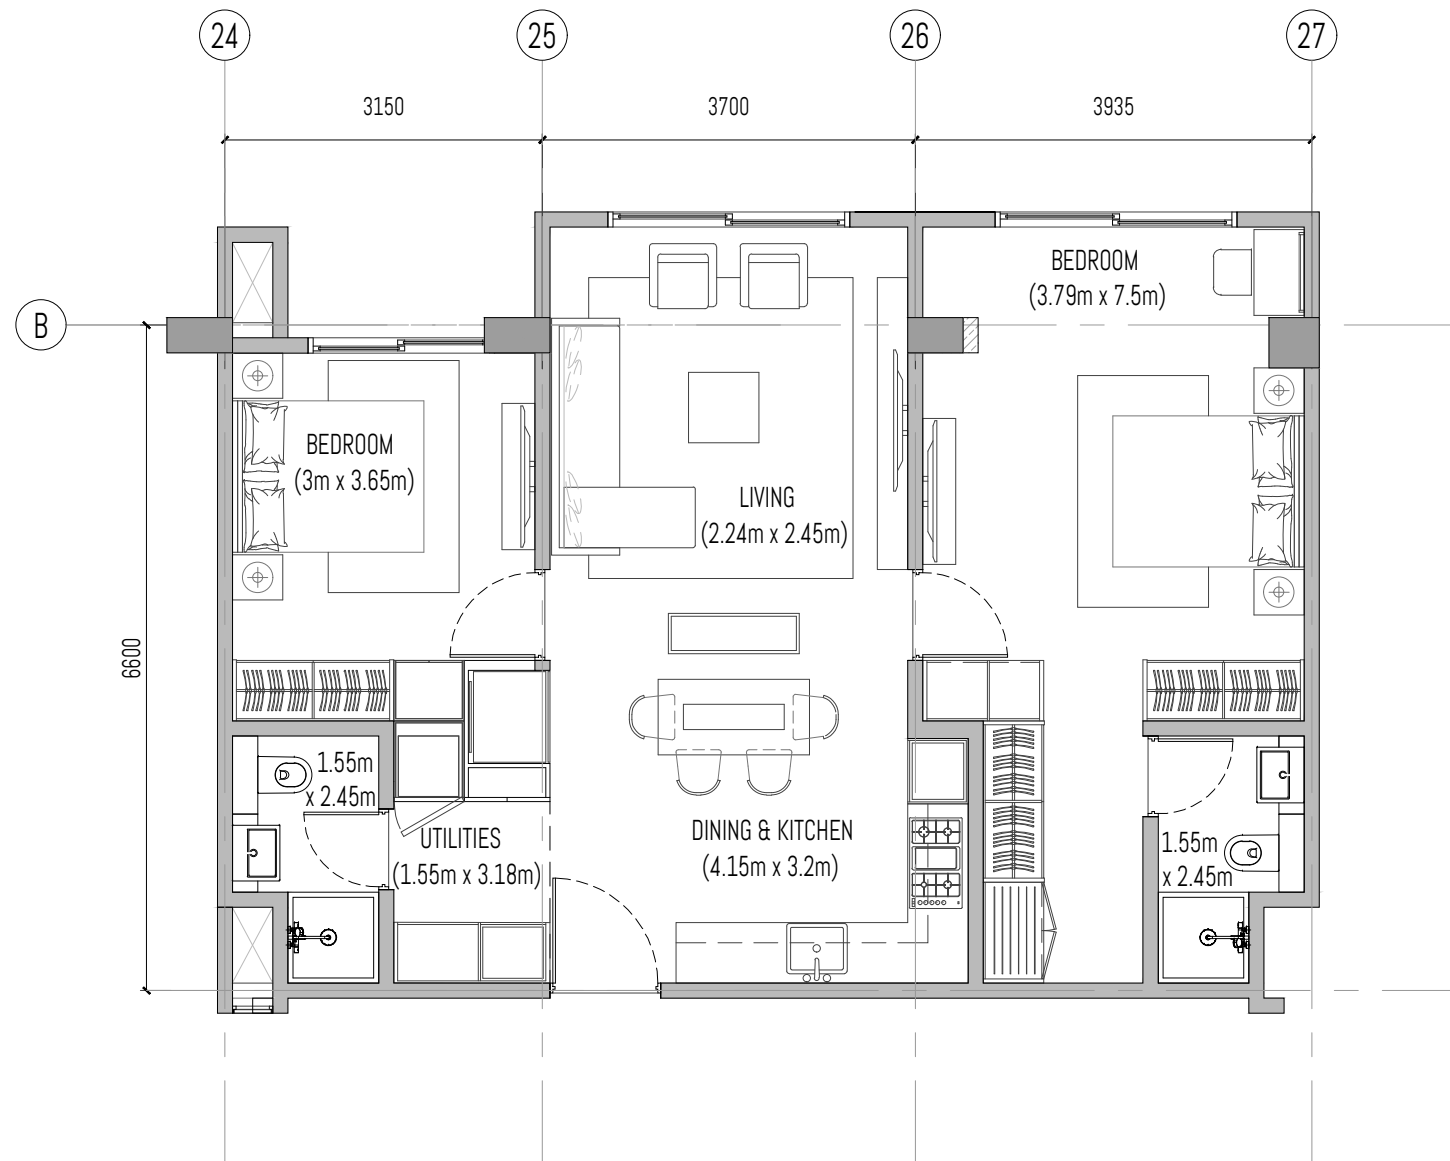 24
25
26
27
3150
3700
3935
B
6600
BEDROOM
(3.79m x 7.5m)
BEDROOM
(3m x 3.65m)
LIVING
(2.24m x 2.45m)
1.55m
x 2.45m
UTILITIES
(1.55m x 3.18m)
DINING & KITCHEN
(4.15m x 3.2m)
1.55m
x 2.45m